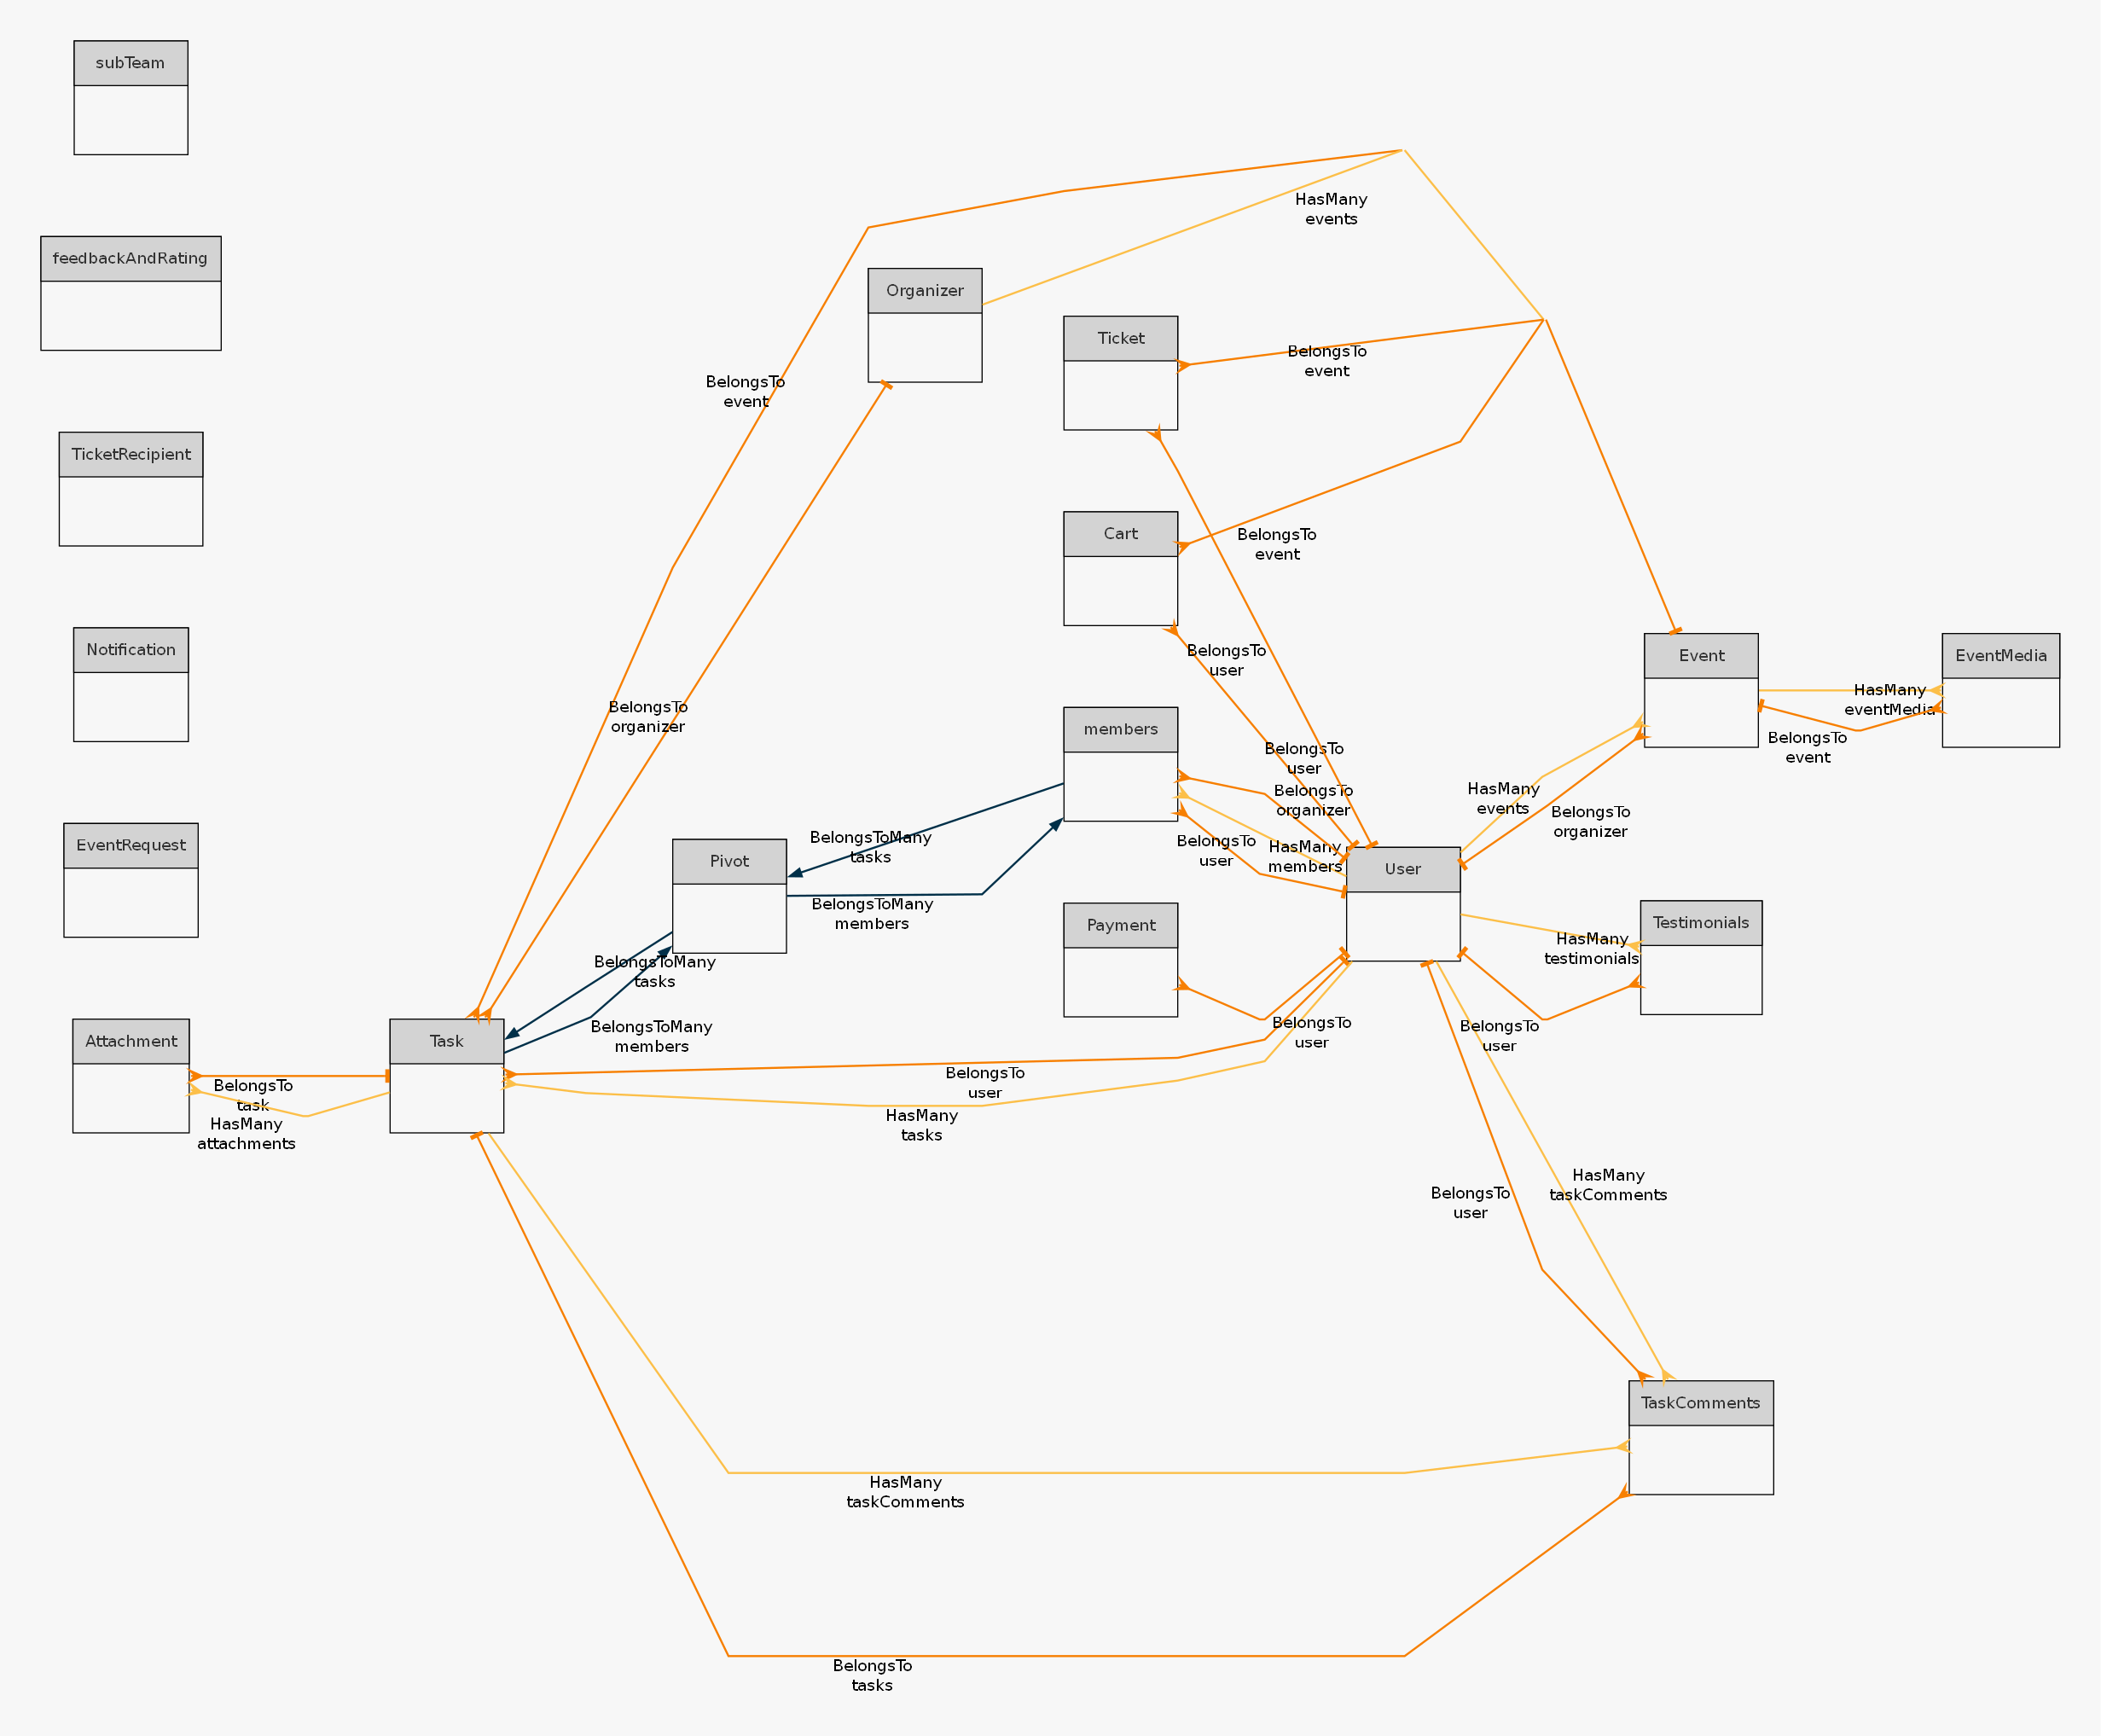 subTeam
feedbackAndRating
TicketRecipient
Notification
EventRequest
Attachment
BelongsTo
task
HasMany
attachments
Task
BelongsTo
event
BelongsTo
organizer
Organizer
HasMany
events
Ticket
BelongsTo
event
Cart
BelongsTo
event
BelongsTo
user
BelongsTo
user
members
BelongsTo
organizer
HasMany
members
BelongsTo
user
Pivot
BelongsToMany
tasks
BelongsToMany
members
BelongsToMany
tasks
BelongsToMany
members
Payment
BelongsTo
user
User
BelongsTo
user
HasMany
tasks
Event
HasMany
events
BelongsTo
organizer
EventMedia
HasMany
eventMedia
BelongsTo
event
Testimonials
HasMany
testimonials
BelongsTo
user
HasMany
taskComments
BelongsTo
user
TaskComments
HasMany
taskComments
BelongsTo
tasks